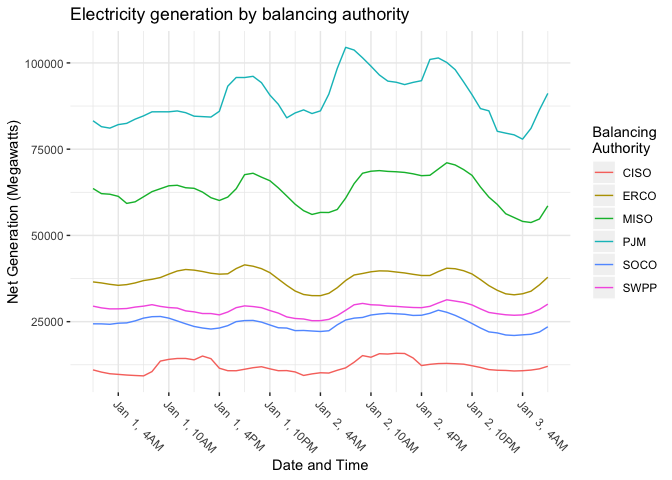 Electricity generation by balancing authority
Net Generation (Megawatts)
100000
75000
50000
25000
Jan 1, 4AM
Jan 1, 10AM
Jan 1, 4PM
Jan 1, 10PM
Jan 2, 4AM
Jan 2, 10AM
Jan 2, 4PM
Jan 2, 10PM
Jan 3, 4AM
Date and Time
Balancing
Authority
CISO
ERCO
MISO
PJM
SOCO
SWPP